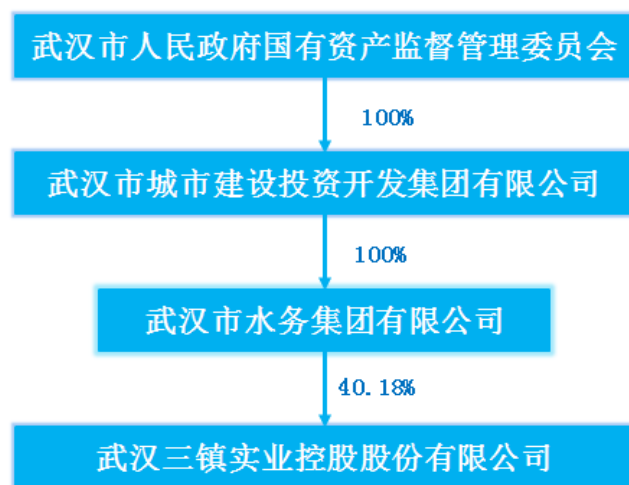 武汉市人民政府国有资产监督管理委员会
100%
武汉市城市建设投资开发集团有限公司
100%
武汉市水务集团有限公司
40.18%
武汉三镇实业控股股份有限公司